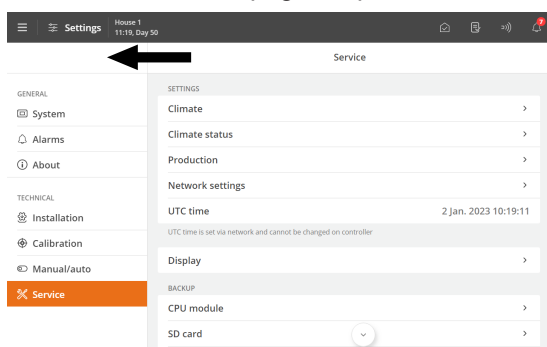 Settings
House 1
11:19, Day 50
7
Service
GENERAL
System
Alarms
About
TECHNICAL
Installation
Calibration
Manual/auto
Service
SETTINGS
Climate
Climate status
Production
Network settings
UTC time 2 Jan. 2023 10:19:11
UTC time is set via network and cannot be changed on controller
Display
BACKUP
CPU module
SD card